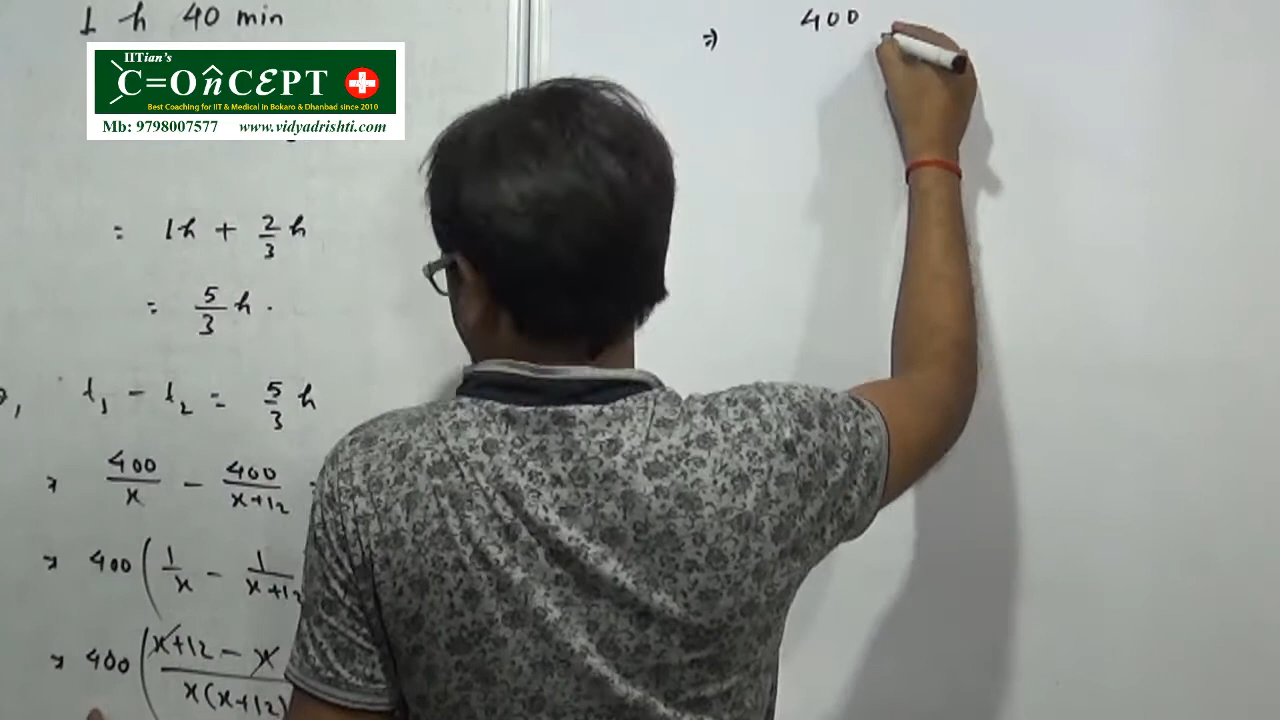 1 h 40 min
IITian's
C=OnCEPT
Best Coaching for IIT & Medical in Bokaro & Dhanbad since 2010
Mb: 9798007577 www.vidyadrishti.com
= 1h + 2/3 h
= 5/3 h.
, t₁ - t₂ = 5/3 h
⇒ 400/x - 400/x+12
⇒ 400 (1/x - 1/x+12
⇒ 400 (x+12 - x / x(x+12)
⇒ 400